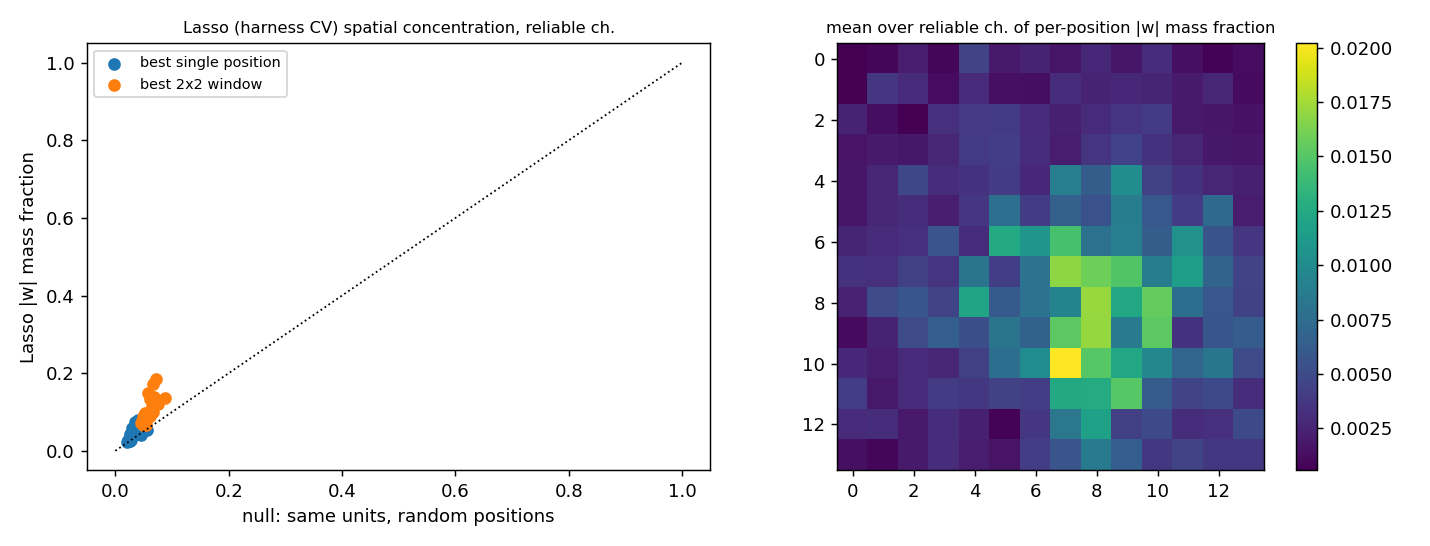 Lasso (harness CV) spatial concentration, reliable ch.
best single position
best 2x2 window
1.0
0.8
0.6
0.4
0.2
0.0
Lasso |w| mass fraction
0.0 0.2 0.4 0.6 0.8 1.0
null: same units, random positions
mean over reliable ch. of per-position |w| mass fraction
0
2
4
6
8
10
12
0 2 4 6 8 10 12
0.0200
0.0175
0.0150
0.0125
0.0100
0.0075
0.0050
0.0025